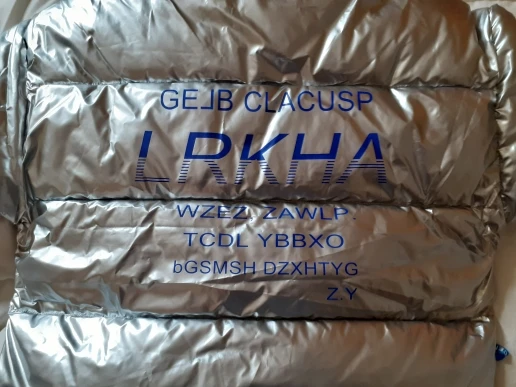 GEJB CLACUSP
LRKHA
WZEZ. ZAWLP.
TCDL YBBXO
bGSMSH DZXHTYG
Z.Y